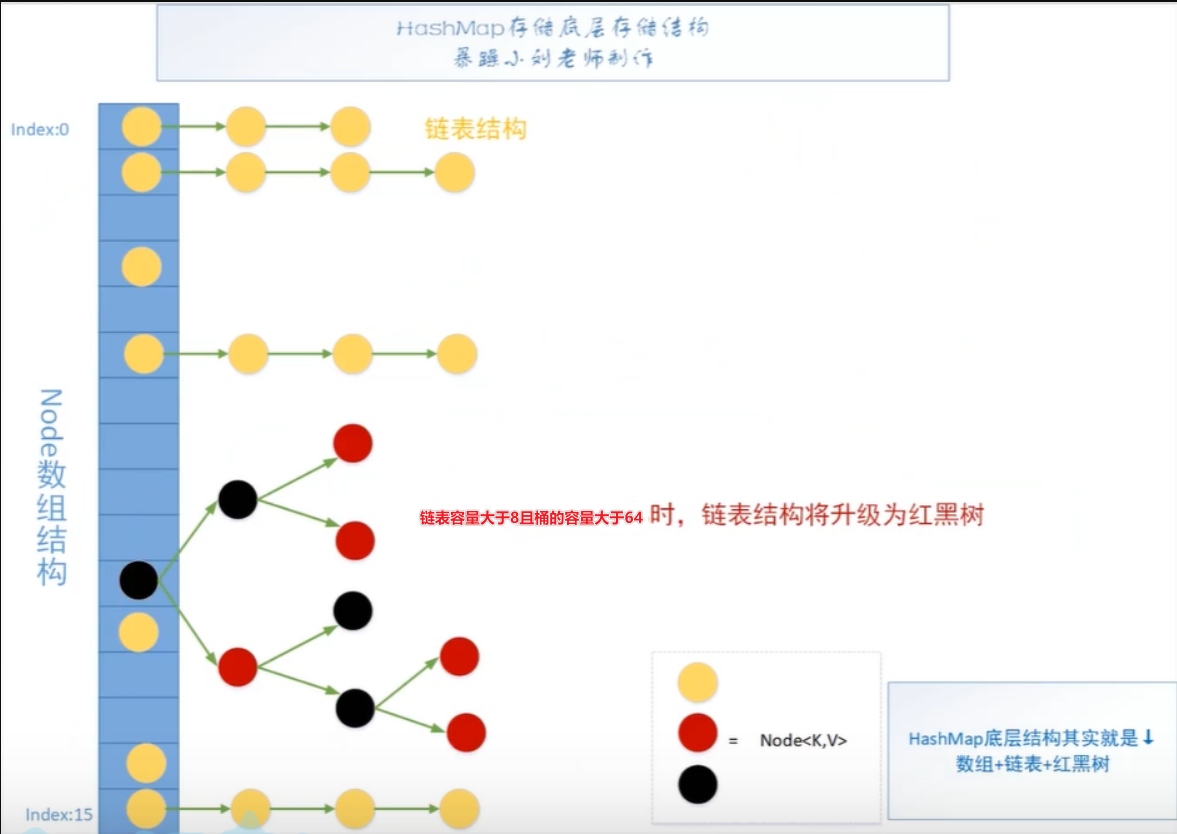 HashMap存储底层存储结构
暴躁小刘老师制作
Index:0
链表结构
Node数组结构
链表容量大于8且桶的容量大于64 时，链表结构将升级为红黑树
= Node<K,V>
HashMap底层结构其实就是↓
数组+链表+红黑树
Index:15